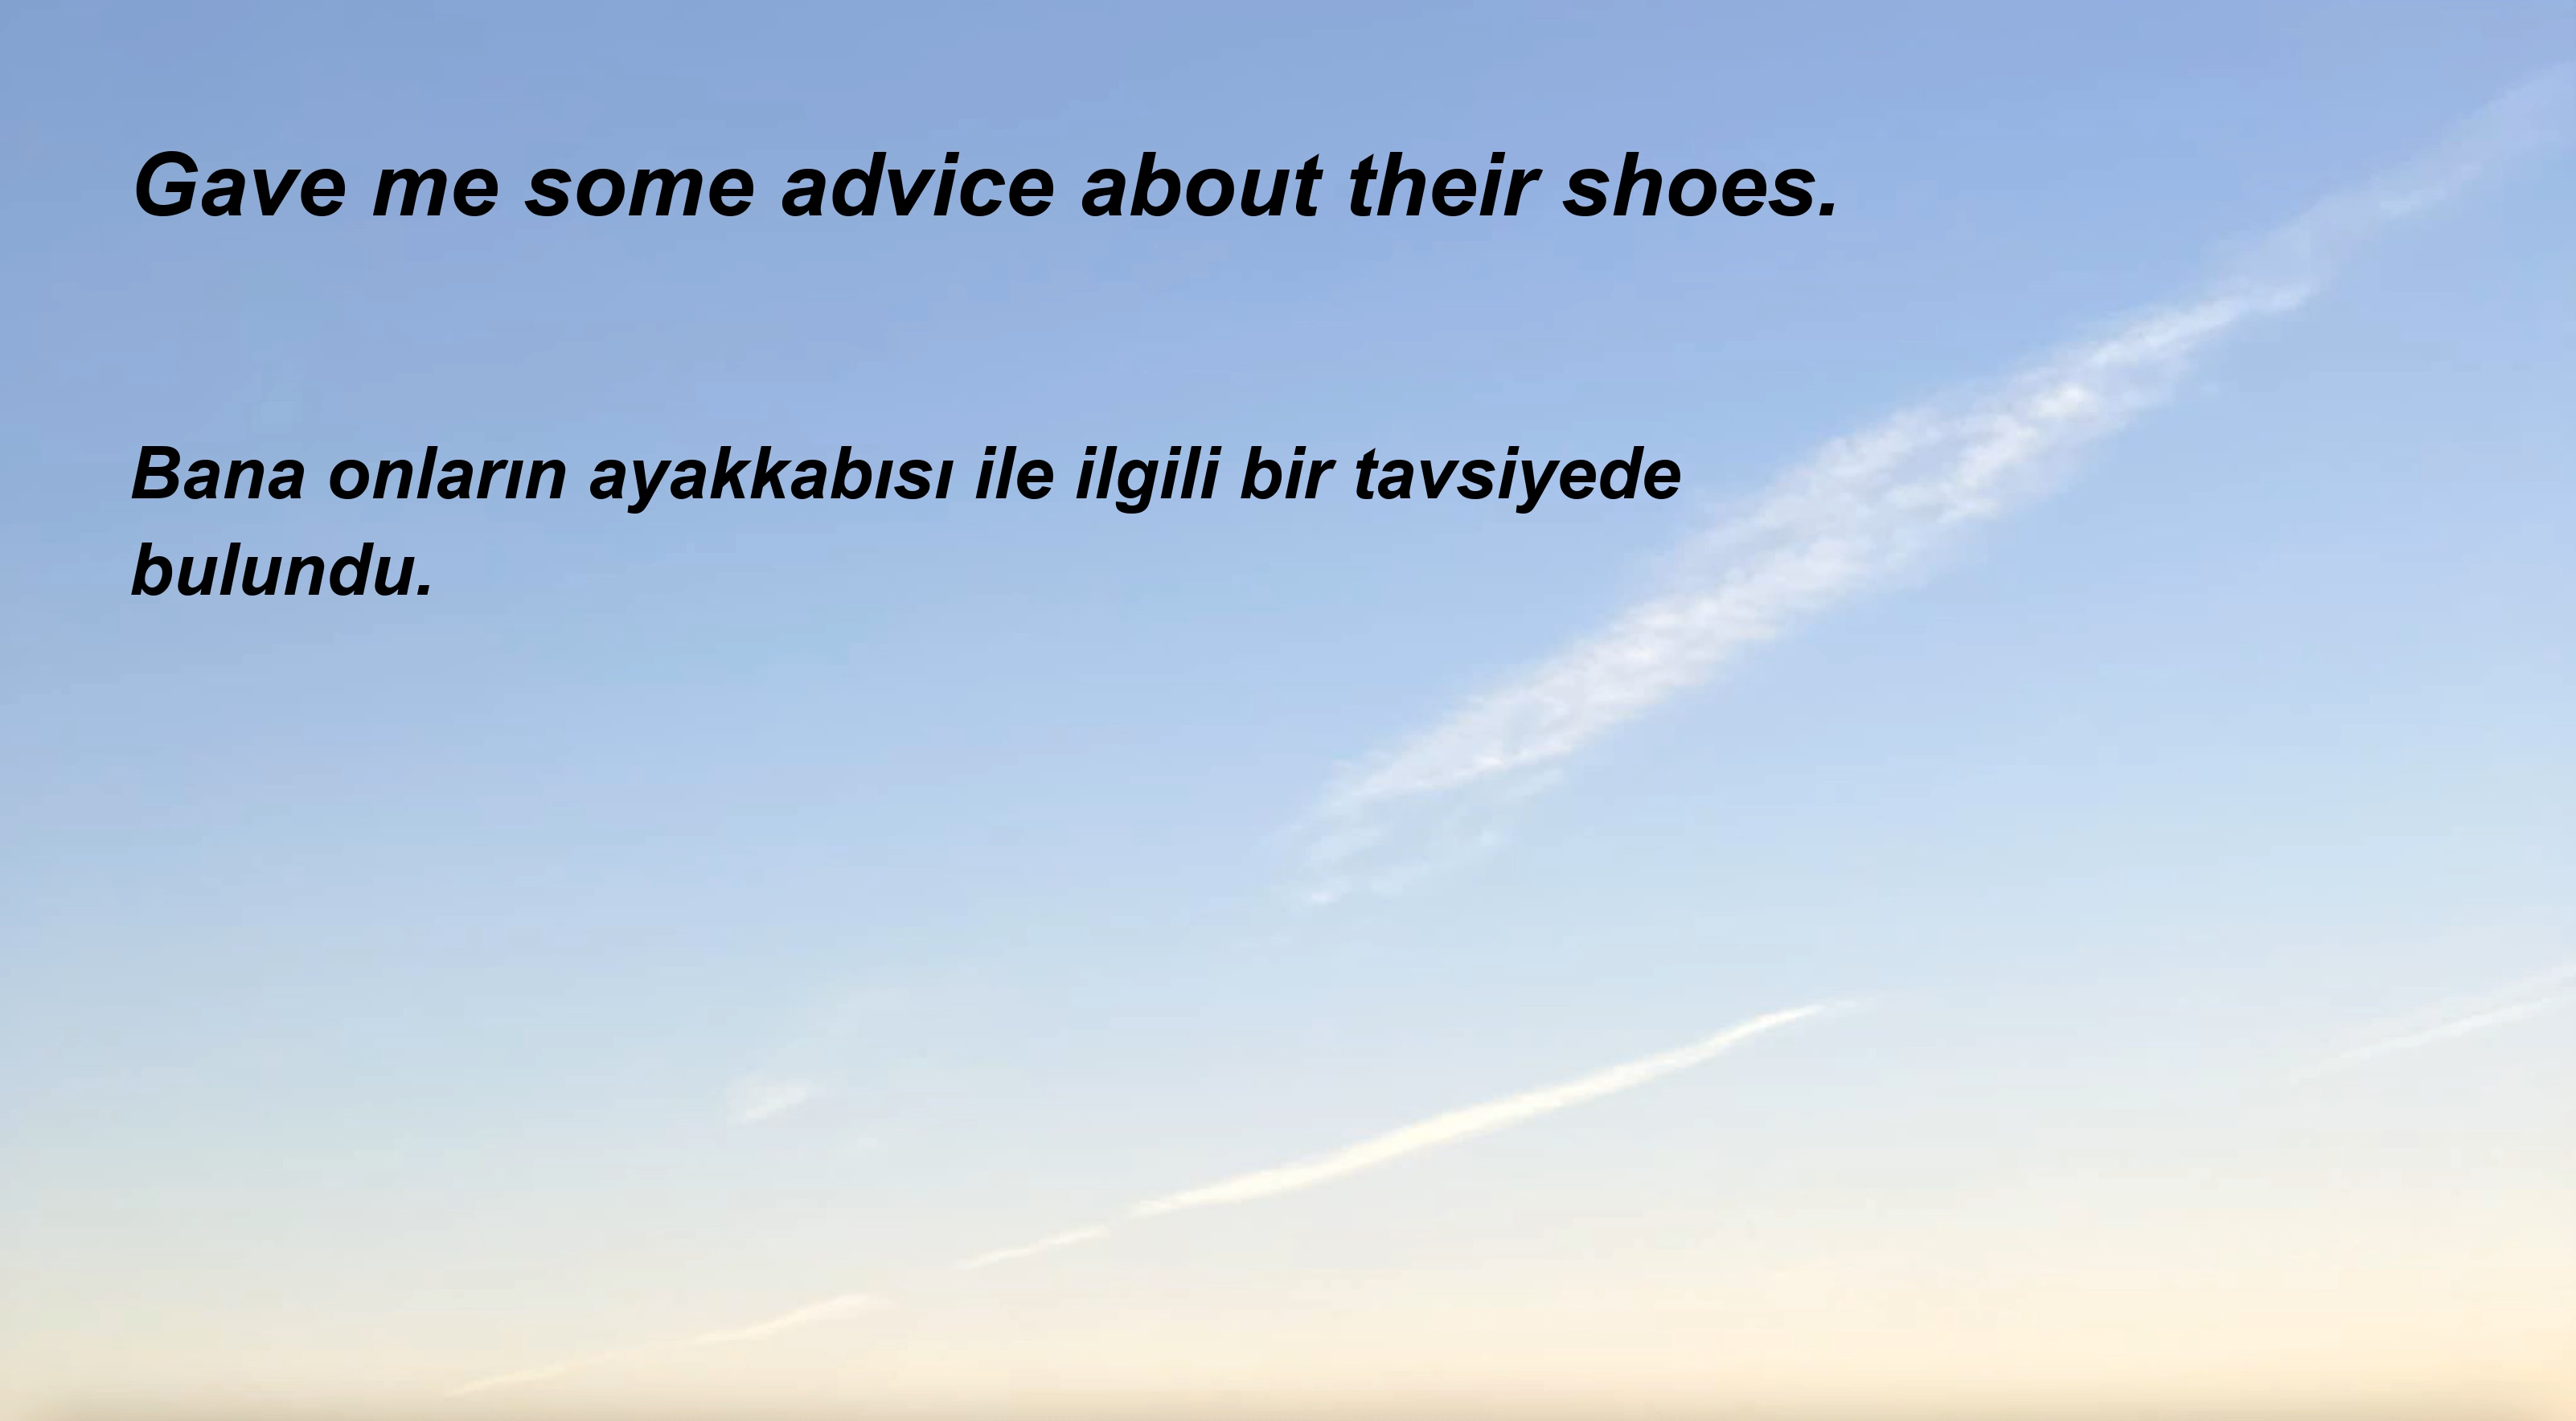 Gave me some advice about their shoes.
Bana onların ayakkabısı ile ilgili bir tavsiyede
bulundu.